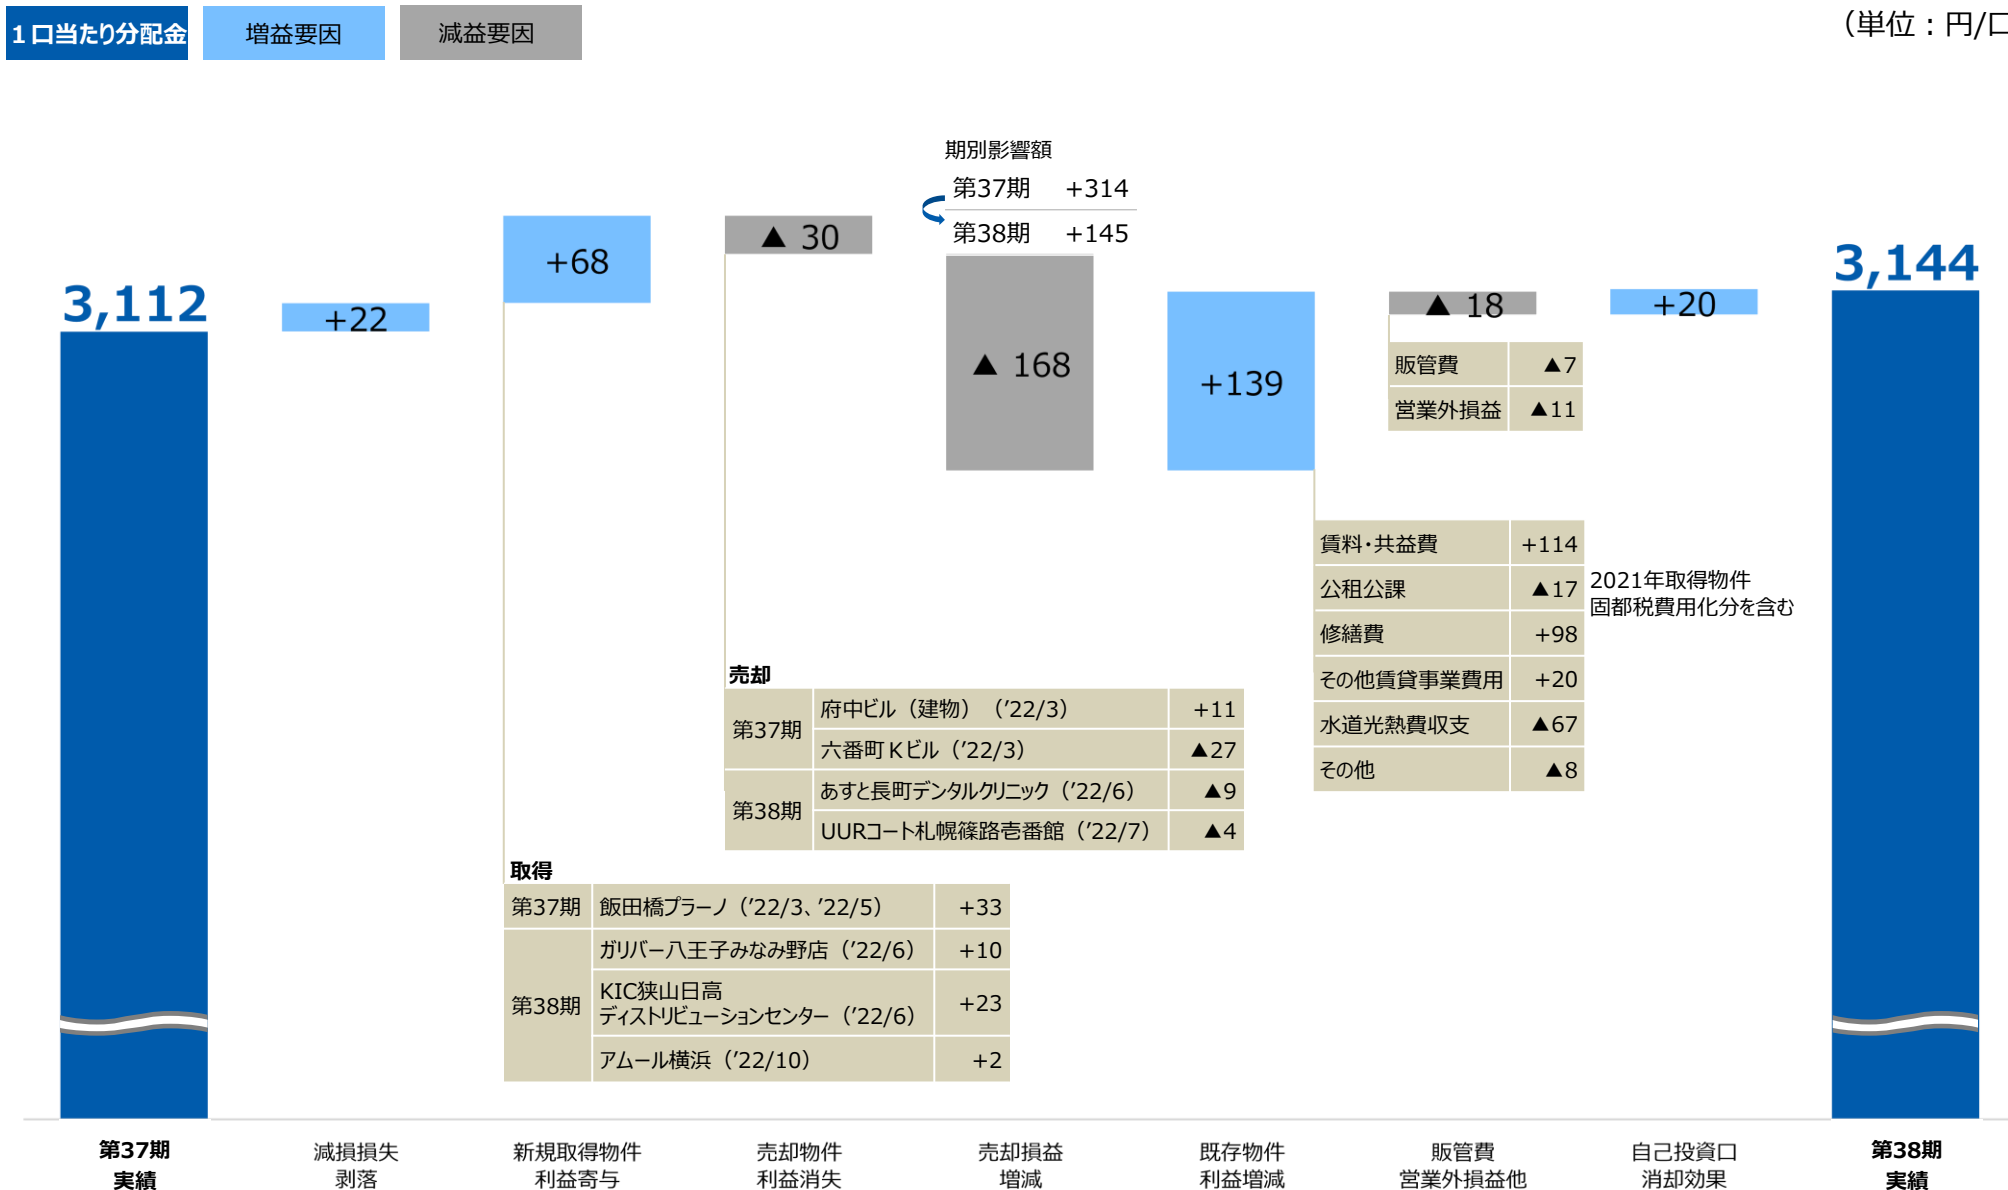 1口当たり分配金
増益要因
減益要因
（単位：円/口
期別影響額
第37期 +314
第38期 +145
3,112
+22
+68
▲ 30
▲ 168
+139
▲ 18
+20
3,144
販管費 ▲7
営業外損益 ▲11
賃料・共益費 +114
公租公課 ▲17
修繕費 +98
その他賃貸事業費用 +20
水道光熱費収支 ▲67
その他 ▲8
2021年取得物件
固都税費用化分を含む
売却
第37期
府中ビル（建物）（’22/3） +11
六番町Kビル（’22/3） ▲27
第38期
あすと長町デンタルクリニック（’22/6） ▲9
UURコート札幌篠路壱番館（’22/7） ▲4
取得
第37期 飯田橋プラーノ（’22/3、’22/5） +33
第38期
ガリバー八王子みなみ野店（’22/6） +10
KIC狭山日高
ディストリビューションセンター（’22/6） +23
アムール横浜（’22/10） +2
第37期
実績
減損損失
剥落
新規取得物件
利益寄与
売却物件
利益消失
売却損益
増減
既存物件
利益増減
販管費
営業外損益他
自己投資口
消却効果
第38期
実績